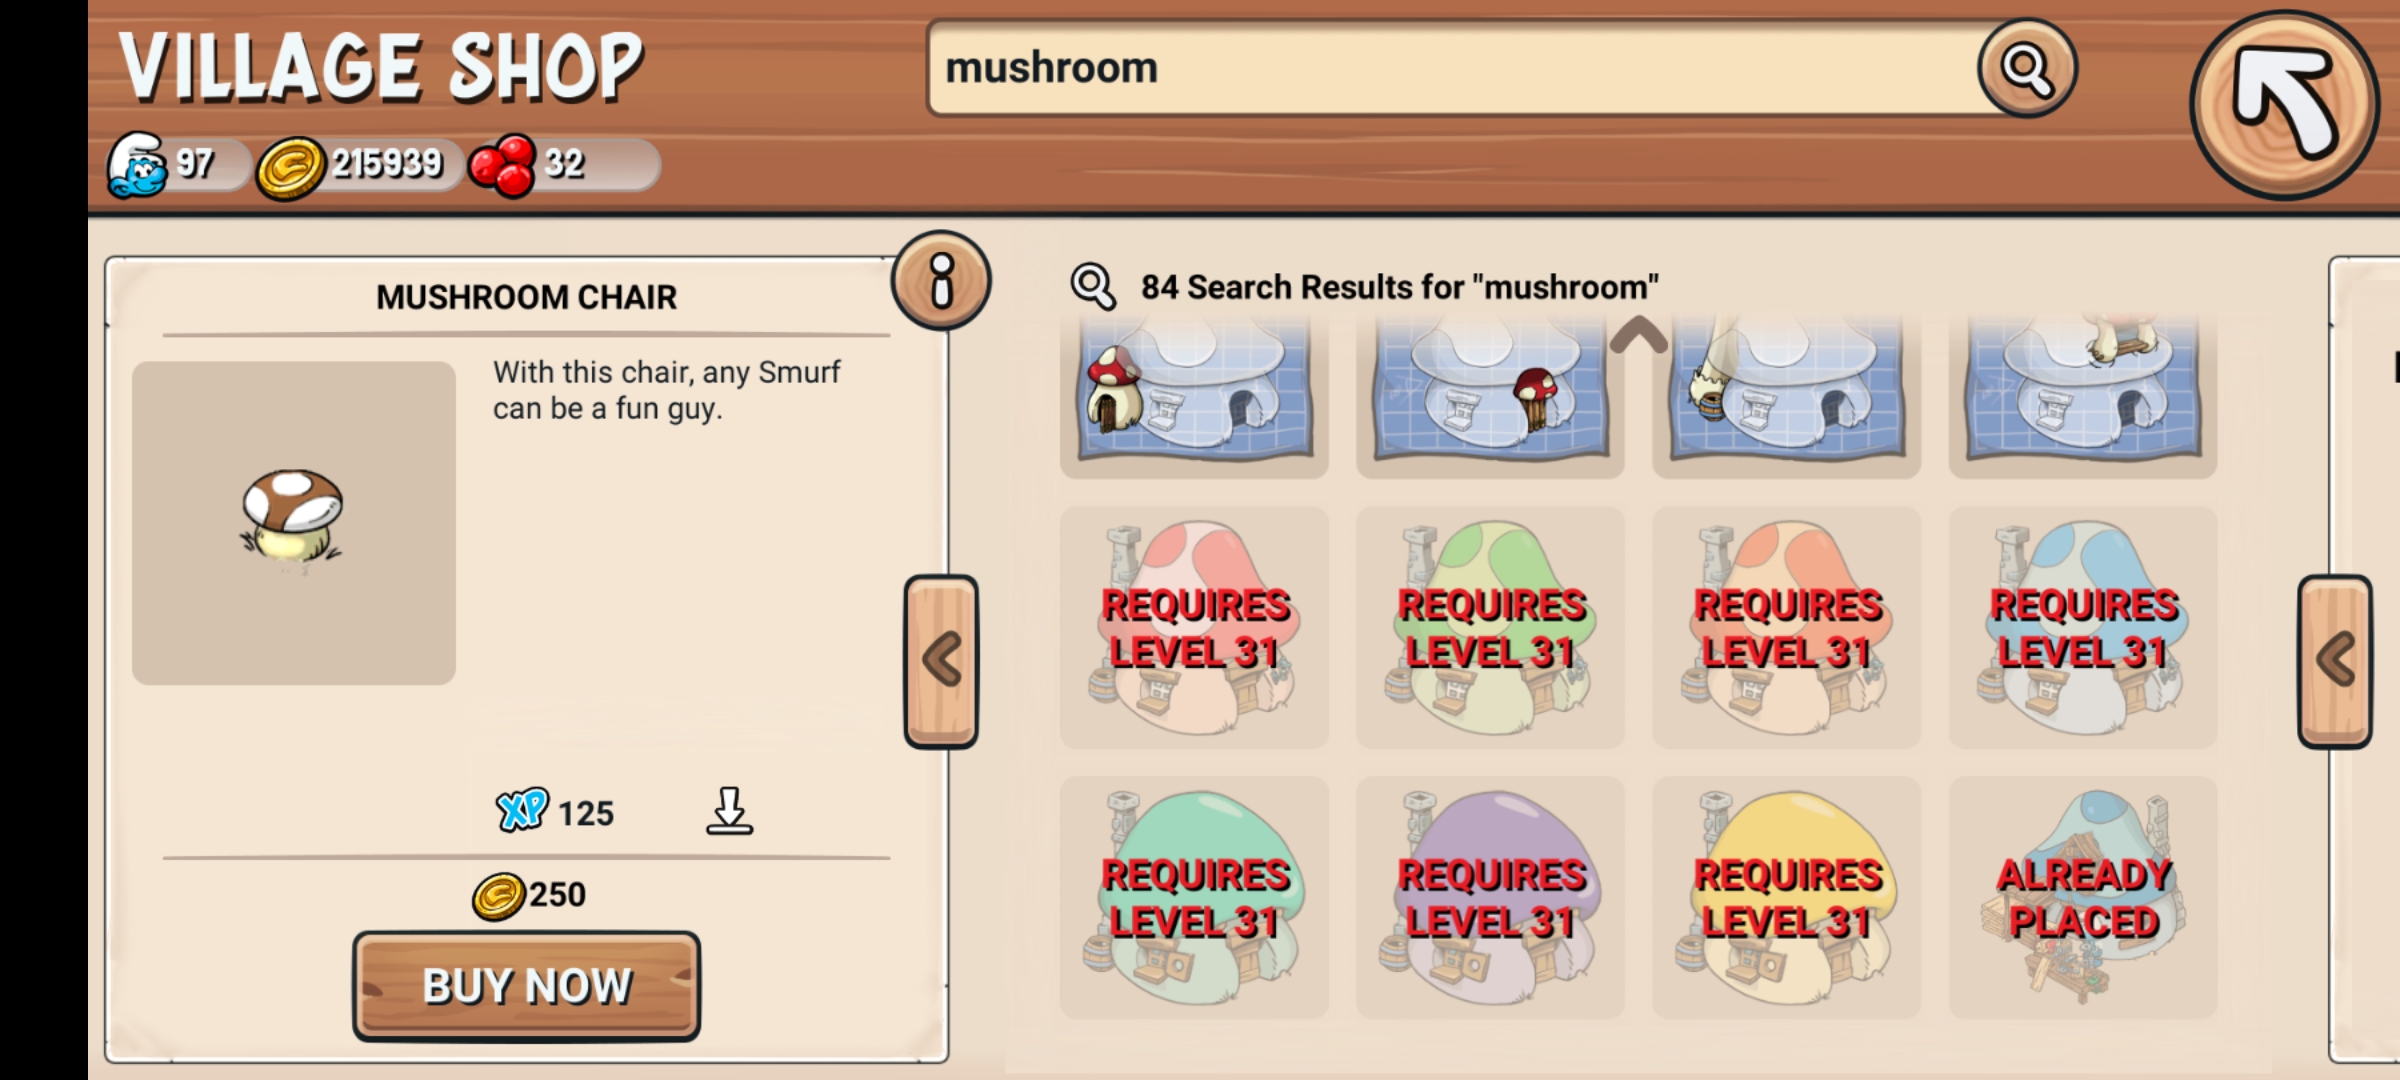 VILLAGE SHOP
mushroom
97 215939 32
MUSHROOM CHAIR
With this chair, any Smurf
can be a fun guy.
XP 125
250
BUY NOW
84 Search Results for "mushroom"
REQUIRES
LEVEL 31
REQUIRES
LEVEL 31
REQUIRES
LEVEL 31
REQUIRES
LEVEL 31
REQUIRES
LEVEL 31
REQUIRES
LEVEL 31
REQUIRES
LEVEL 31
ALREADY
PLACED